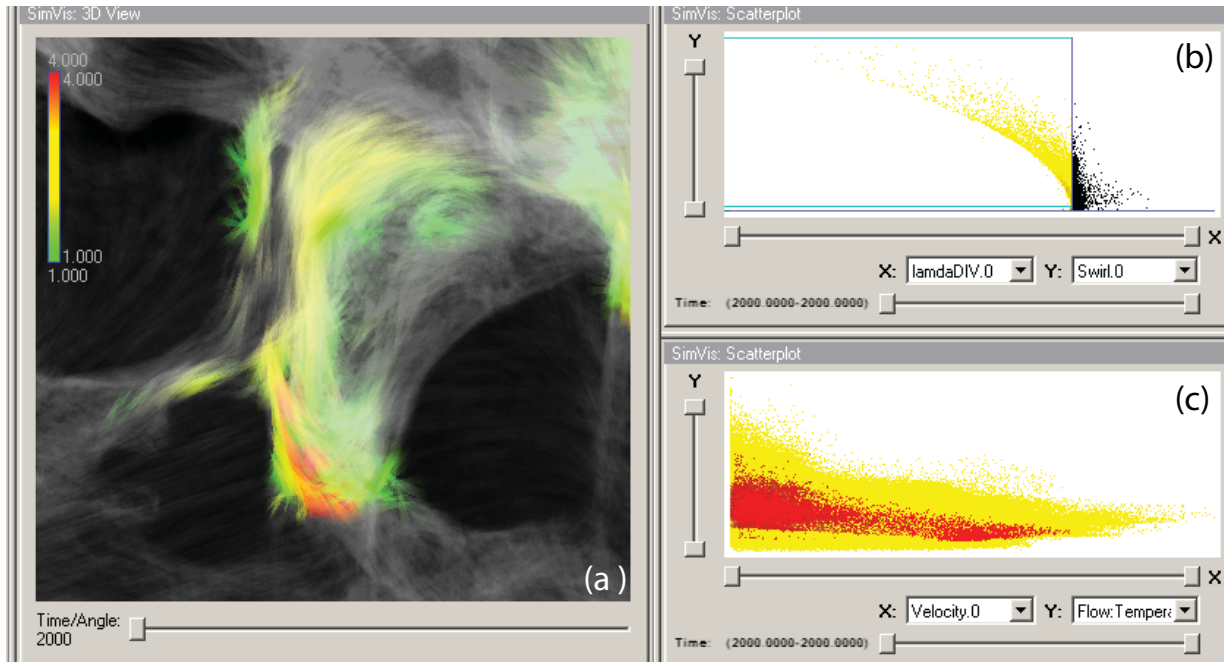 SimVis: 3D View
4.000
4.000
1.000
1.000
(a )
Time/Angle:
2000
SimVis: Scatterplot
Y
(b)
X
X: lamdaDIV.0 Y: Swirl.0
Time: (2000.0000-2000.0000)
SimVis: Scatterplot
Y
(c)
X
X: Velocity.0 Y: Flow:Tempera
Time: (2000.0000-2000.0000)